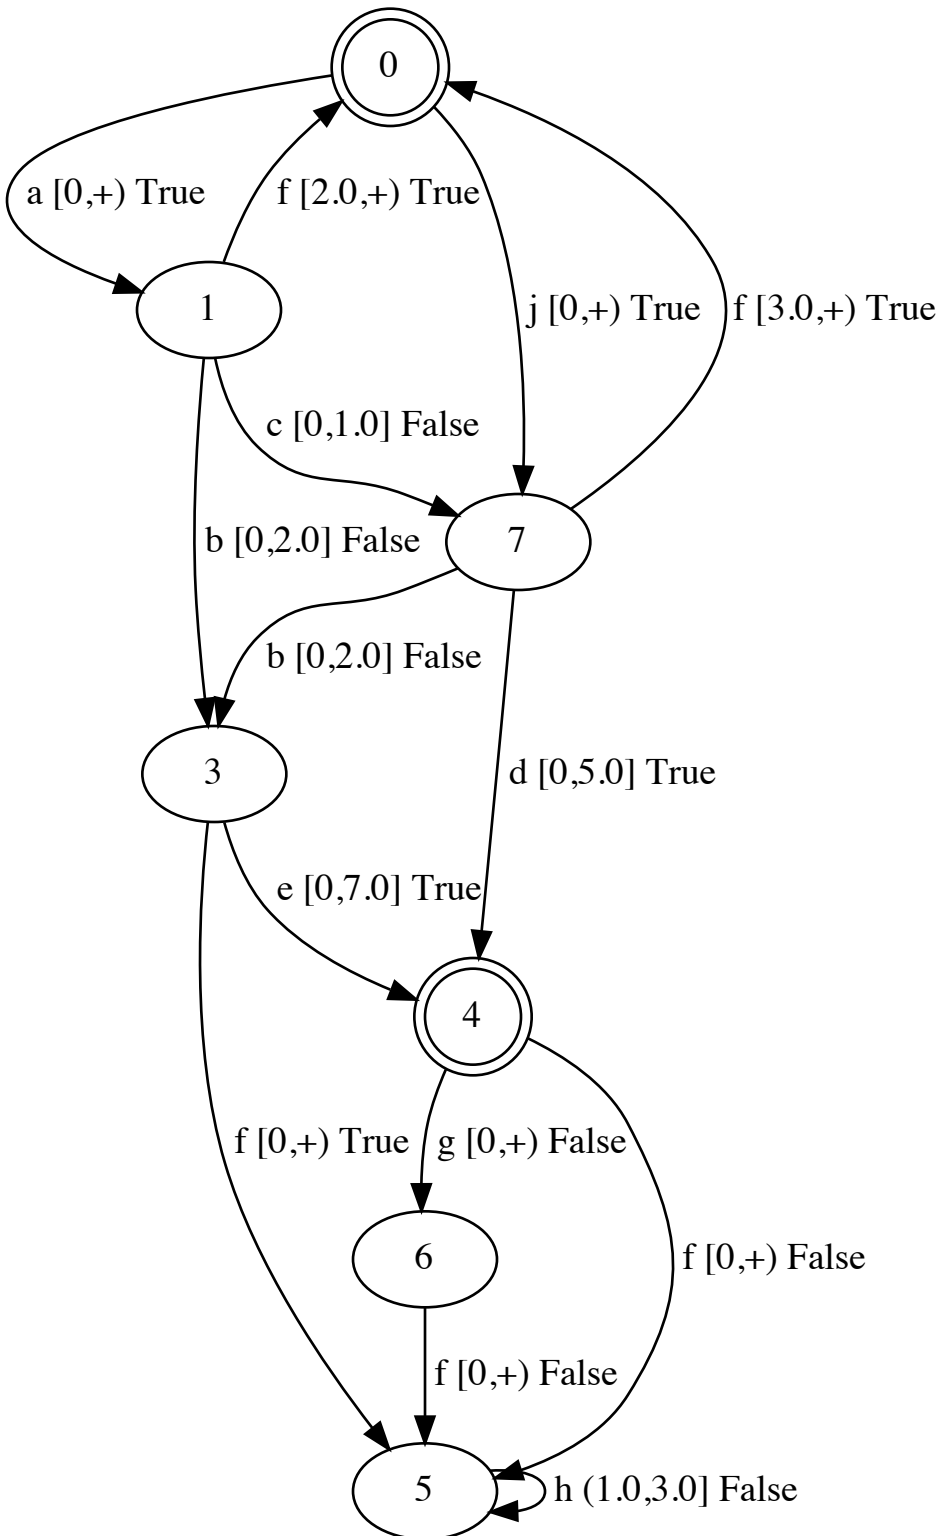 0
a [0,+) True
f [2.0,+) True
1
j [0,+) True
f [3.0,+) True
c [0,1.0] False
7
b [0,2.0] False
b [0,2.0] False
3
d [0,5.0] True
e [0,7.0] True
4
f [0,+) True
g [0,+) False
6
f [0,+) False
f [0,+) False
5
h (1.0,3.0] False